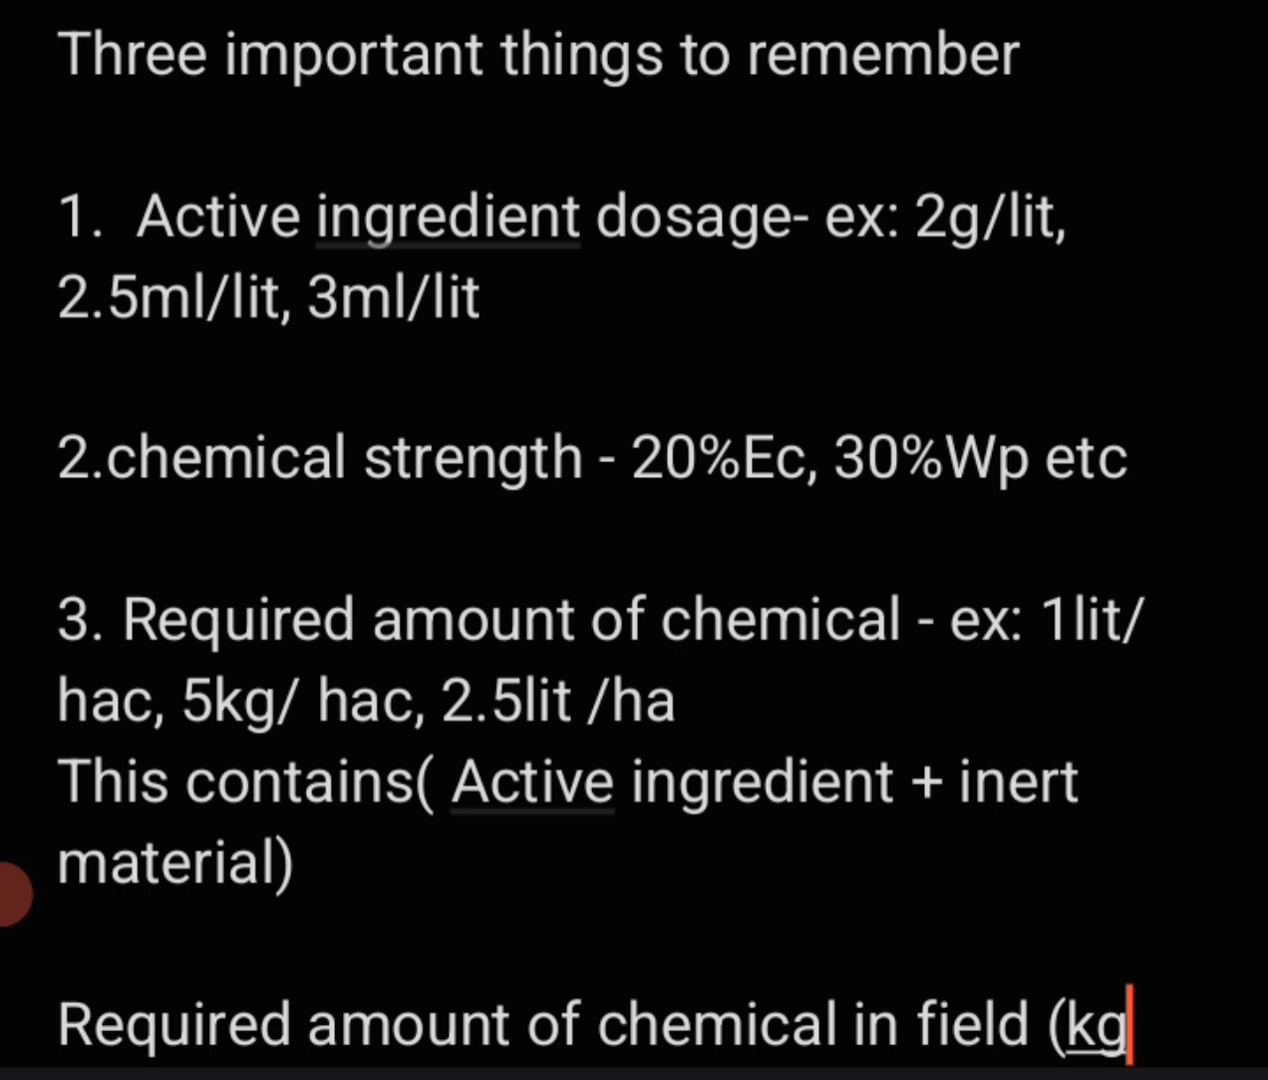 Three important things to remember
1. Active ingredient dosage- ex: 2g/lit,
2.5ml/lit, 3ml/lit
2.chemical strength - 20%Ec, 30%Wp etc
3. Required amount of chemical - ex: 1lit/
hac, 5kg/ hac, 2.5lit /ha
This contains( Active ingredient + inert
material)
Required amount of chemical in field (kg